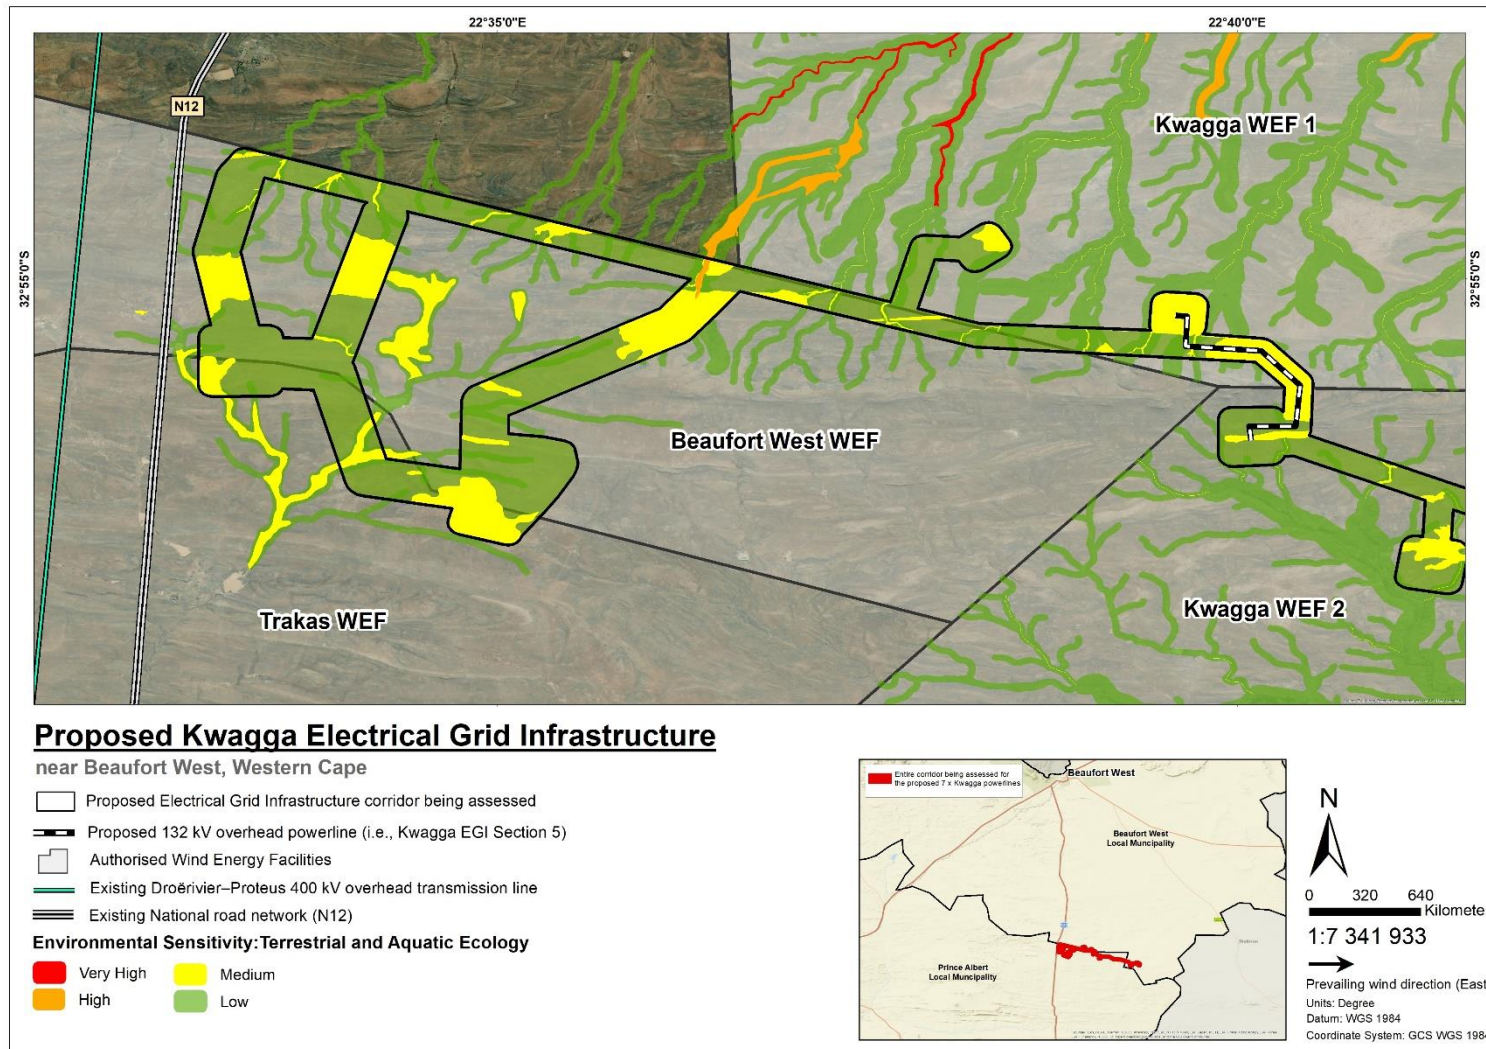 22°35'0"E
22°40'0"E
N12
Kwagga WEF 1
32°55'0"S
32°55'0"S
Beaufort West WEF
Trakas WEF
Kwagga WEF 2
Proposed Kwagga Electrical Grid Infrastructure
near Beaufort West, Western Cape
Proposed Electrical Grid Infrastructure corridor being assessed
Proposed 132 kV overhead powerline (i.e., Kwagga EGI Section 5)
Authorised Wind Energy Facilities
Existing Droërivier–Proteus 400 kV overhead transmission line
Existing National road network (N12)
Environmental Sensitivity:Terrestrial and Aquatic Ecology
Very High
Medium
High
Low
Entire corridor being assessed for
the proposed 7 x Kwagga powerlines
Beaufort West
Beaufort West
Local Muncipality
Prince Albert
Local Muncipality
N
0 320 640
Kilomete
1:7 341 933
Prevailing wind direction (East
Units: Degree
Datum: WGS 1984
Coordinate System: GCS WGS 1984